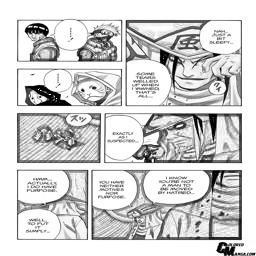 NAH,
JUST A
BIT
SLEEPY...
SOME
TEARS
WELLED
UP WHEN
I YAWNED,
THAT'S
ALL...
EXACTLY
AS I
SUSPECTED...
I KNOW
YOU'RE NOT
A MAN TO
BE MOVED
BY HATRED...
YOU HAVE
NEITHER
MOTIVES
NOR
PURPOSE.
HMM...
ACTUALLY,
I DO HAVE
PURPOSE.
WELL,
TO PUT
IT
SIMPLY...
COLORED
MANGA.COM